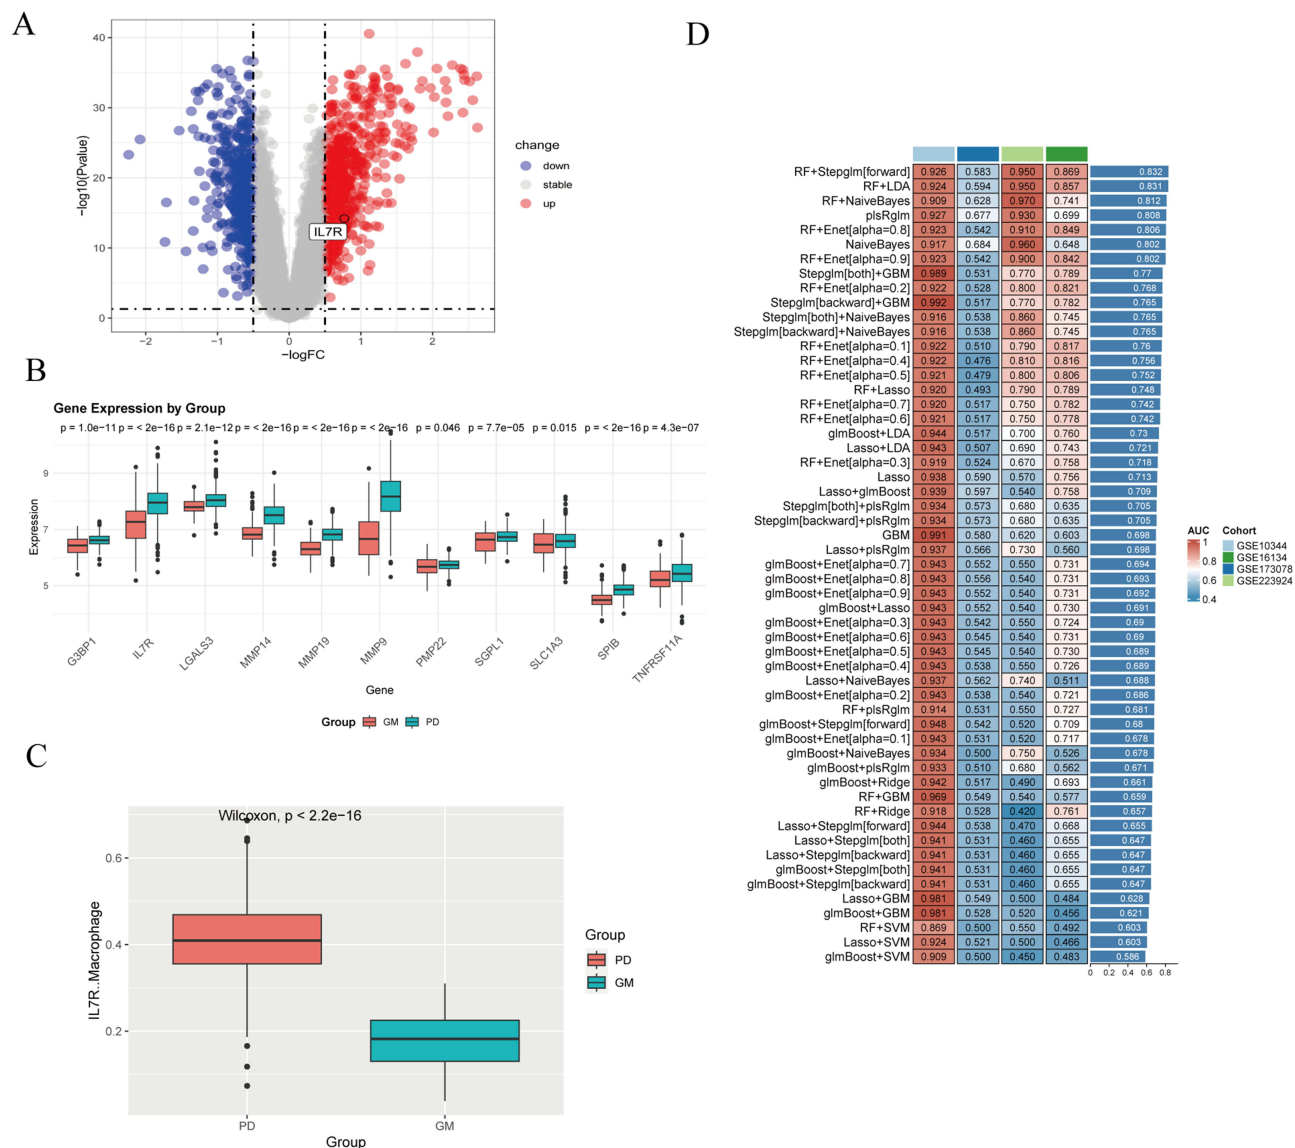 A
40
30
20
10
0
−log10(Pvalue)
IL7R
−2
−1
0
1
2
−logFC
change
down
stable
up
B
Gene Expression by Group
p = 1.0e−11 p = < 2e−16 p = 2.1e−12 p = < 2e−16 p = < 2e−16 p = < 2e−16 p = 0.046 p = 7.7e−05 p = 0.015 p = < 2e−16 p = 4.3e−07
9
7
5
Expression
G3BP1
IL7R
LGALS3
MMP14
MMP19
MMP9
PMP22
SGPL1
SLC1A3
SPIB
TNFRSF11A
Gene
Group GM PD
C
Wilcoxon, p < 2.2e−16
0.6
0.4
0.2
IL7R..Macrophage
PD
GM
Group
Group
PD
GM
D
RF+Stepglm[forward] 0.926 0.583 0.950 0.869 0.832
RF+LDA 0.924 0.594 0.950 0.857 0.831
RF+NaiveBayes 0.909 0.628 0.970 0.741 0.812
plsRglm 0.927 0.677 0.930 0.699 0.808
RF+Enet[alpha=0.8] 0.923 0.542 0.910 0.849 0.806
NaiveBayes 0.917 0.684 0.960 0.648 0.802
RF+Enet[alpha=0.9] 0.923 0.542 0.900 0.842 0.802
Stepglm[both]+GBM 0.989 0.531 0.770 0.789 0.77
RF+Enet[alpha=0.2] 0.922 0.528 0.800 0.821 0.768
Stepglm[backward]+GBM 0.992 0.517 0.770 0.782 0.765
Stepglm[both]+NaiveBayes 0.916 0.538 0.860 0.745 0.765
Stepglm[backward]+NaiveBayes 0.916 0.538 0.860 0.745 0.765
RF+Enet[alpha=0.1] 0.922 0.510 0.790 0.817 0.76
RF+Enet[alpha=0.4] 0.922 0.476 0.810 0.816 0.756
RF+Enet[alpha=0.5] 0.921 0.479 0.800 0.806 0.752
RF+Lasso 0.920 0.493 0.790 0.789 0.748
RF+Enet[alpha=0.7] 0.920 0.517 0.750 0.782 0.742
RF+Enet[alpha=0.6] 0.921 0.517 0.750 0.778 0.742
glmBoost+LDA 0.944 0.517 0.700 0.760 0.73
Lasso+LDA 0.943 0.507 0.690 0.743 0.721
RF+Enet[alpha=0.3] 0.919 0.524 0.670 0.758 0.718
Lasso 0.938 0.590 0.570 0.756 0.713
Lasso+glmBoost 0.939 0.597 0.540 0.758 0.709
Stepglm[both]+plsRglm 0.934 0.573 0.680 0.635 0.705
Stepglm[backward]+plsRglm 0.934 0.573 0.680 0.635 0.705
GBM 0.991 0.580 0.620 0.603 0.698
Lasso+plsRglm 0.937 0.566 0.730 0.560 0.698
glmBoost+Enet[alpha=0.7] 0.943 0.552 0.550 0.731 0.694
glmBoost+Enet[alpha=0.8] 0.943 0.556 0.540 0.731 0.693
glmBoost+Enet[alpha=0.9] 0.943 0.552 0.540 0.731 0.692
glmBoost+Lasso 0.943 0.552 0.540 0.730 0.691
glmBoost+Enet[alpha=0.3] 0.943 0.542 0.550 0.724 0.69
glmBoost+Enet[alpha=0.6] 0.943 0.545 0.540 0.731 0.69
glmBoost+Enet[alpha=0.5] 0.943 0.545 0.540 0.730 0.689
glmBoost+Enet[alpha=0.4] 0.943 0.538 0.550 0.726 0.689
Lasso+NaiveBayes 0.937 0.562 0.740 0.511 0.688
glmBoost+Enet[alpha=0.2] 0.943 0.538 0.540 0.721 0.686
RF+plsRglm 0.914 0.531 0.550 0.727 0.681
glmBoost+Stepglm[forward] 0.948 0.542 0.520 0.709 0.68
glmBoost+Enet[alpha=0.1] 0.943 0.531 0.520 0.717 0.678
glmBoost+NaiveBayes 0.934 0.500 0.750 0.526 0.678
glmBoost+plsRglm 0.933 0.510 0.680 0.562 0.671
glmBoost+Ridge 0.942 0.517 0.490 0.693 0.661
RF+GBM 0.969 0.549 0.540 0.577 0.659
RF+Ridge 0.918 0.528 0.420 0.761 0.657
Lasso+Stepglm[forward] 0.944 0.538 0.470 0.668 0.655
Lasso+Stepglm[both] 0.941 0.531 0.460 0.655 0.647
Lasso+Stepglm[backward] 0.941 0.531 0.460 0.655 0.647
glmBoost+Stepglm[both] 0.941 0.531 0.460 0.655 0.647
glmBoost+Stepglm[backward] 0.941 0.531 0.460 0.655 0.647
Lasso+GBM 0.981 0.549 0.500 0.484 0.628
glmBoost+GBM 0.981 0.528 0.520 0.456 0.621
RF+SVM 0.869 0.500 0.550 0.492 0.603
Lasso+SVM 0.924 0.521 0.500 0.466 0.603
glmBoost+SVM 0.909 0.500 0.450 0.483 0.586
0 0.2 0.4 0.6 0.8
AUC
1
0.8
0.6
0.4
Cohort
GSE10344
GSE16134
GSE173078
GSE223924